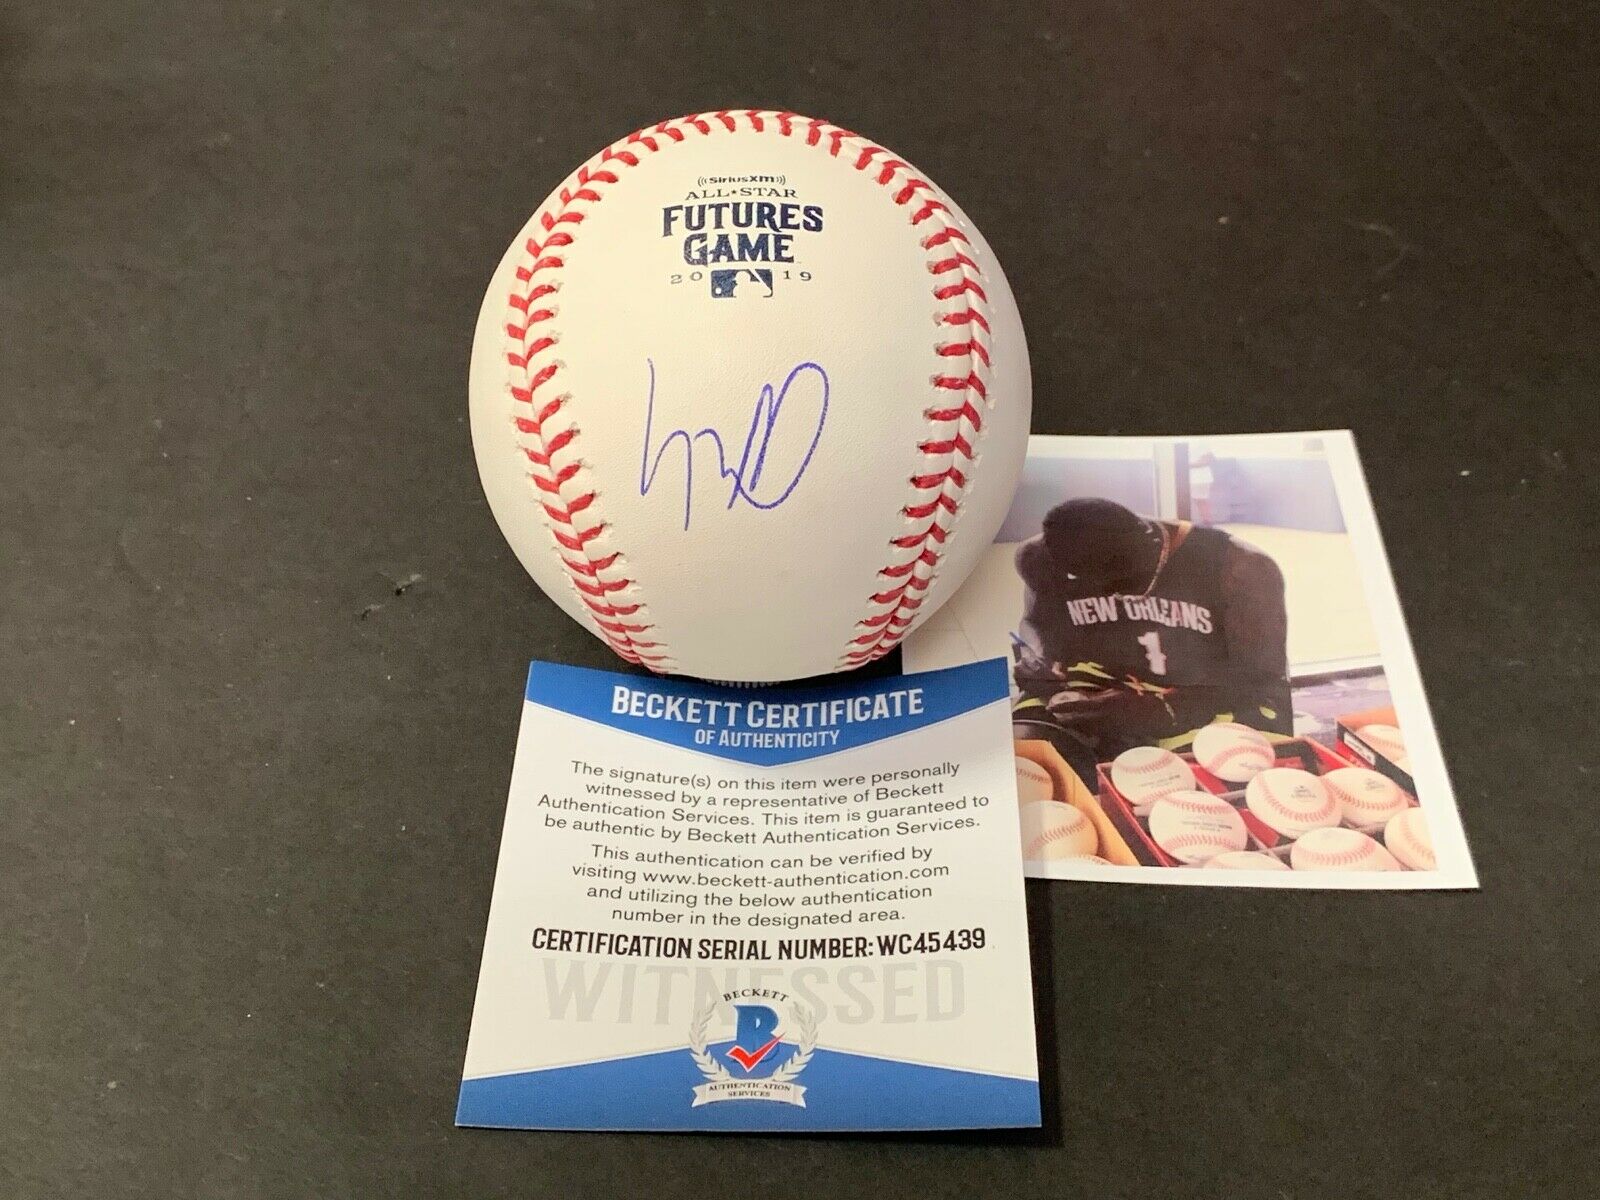 SiriusXM
ALL★STAR
FUTURES
GAME
2019
NEW ORLEANS
1
BECKETT CERTIFICATE
OF AUTHENTICITY
The signature(s) on this item were personally
witnessed by a representative of Beckett
Authentication Services. This item is guaranteed to
be authentic by Beckett Authentication Services.
This authentication can be verified by
visiting www.beckett-authentication.com
and utilizing the below authentication
number in the designated area.
CERTIFICATION SERIAL NUMBER: WC45439
WITNESSED
BECKETT
B
AUTHENTICATION
SERVICES